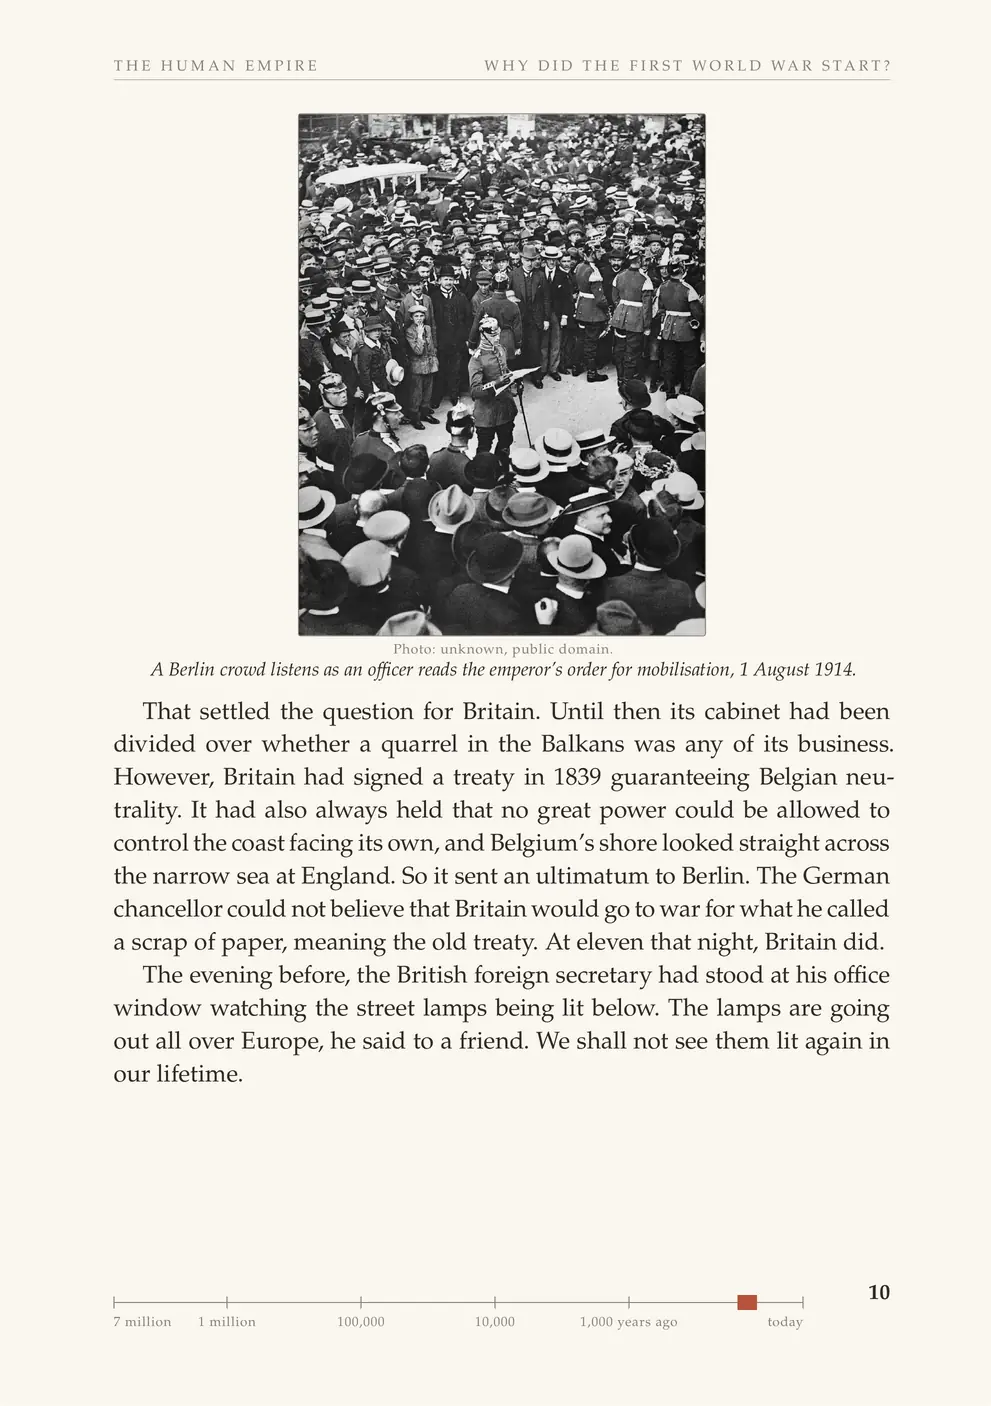 THE HUMAN EMPIRE
WHY DID THE FIRST WORLD WAR START?
Photo: unknown, public domain.
A Berlin crowd listens as an officer reads the emperor's order for mobilisation, 1 August 1914.
That settled the question for Britain. Until then its cabinet had been
divided over whether a quarrel in the Balkans was any of its business.
However, Britain had signed a treaty in 1839 guaranteeing Belgian neu-
trality. It had also always held that no great power could be allowed to
control the coast facing its own, and Belgium's shore looked straight across
the narrow sea at England. So it sent an ultimatum to Berlin. The German
chancellor could not believe that Britain would go to war for what he called
a scrap of paper, meaning the old treaty. At eleven that night, Britain did.
The evening before, the British foreign secretary had stood at his office
window watching the street lamps being lit below. The lamps are going
out all over Europe, he said to a friend. We shall not see them lit again in
our lifetime.
10
7 million 1 million 100,000 10,000 1,000 years ago today